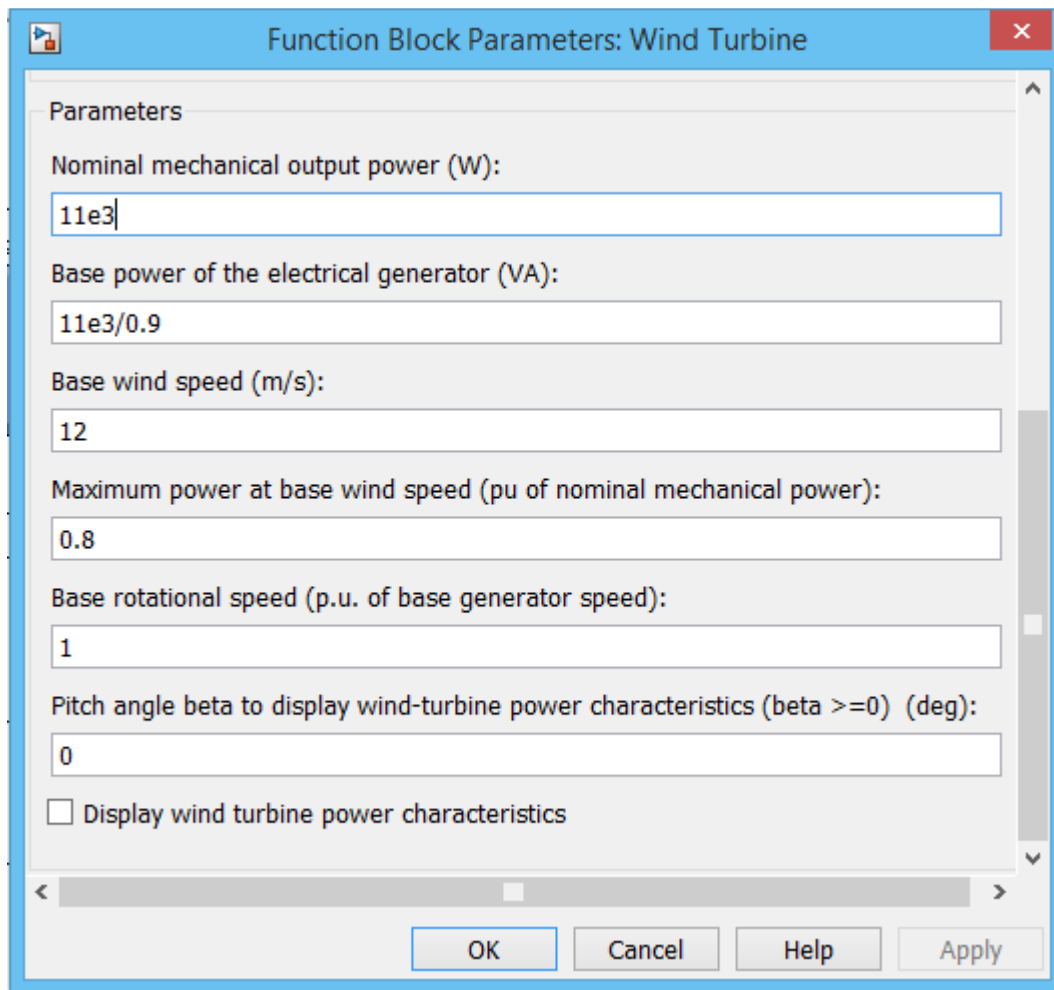 Function Block Parameters: Wind Turbine
Parameters
Nominal mechanical output power (W):
11e3
Base power of the electrical generator (VA):
11e3/0.9
Base wind speed (m/s):
12
Maximum power at base wind speed (pu of nominal mechanical power):
0.8
Base rotational speed (p.u. of base generator speed):
1
Pitch angle beta to display wind-turbine power characteristics (beta >=0)  (deg):
0
Display wind turbine power characteristics
OK Cancel Help Apply